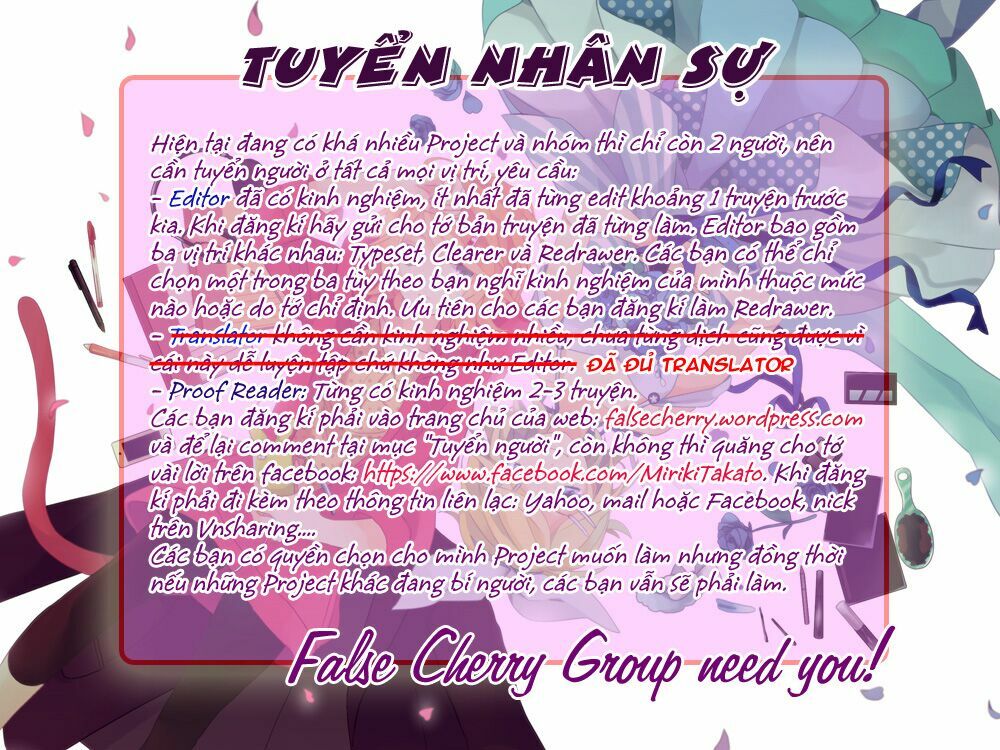 TUYỂN NHÂN SỰ
Hiện tại đang có khá nhiều Project và nhóm thì chỉ còn 2 người, nên
cần tuyển người ở tất cả mọi vị trí, yêu cầu:
- Editor đã có kinh nghiệm, ít nhất đã từng edit khoảng 1 truyện trước
kia. Khi đăng kí hãy gửi cho tớ bản truyện đã từng làm. Editor bao gồm
ba vị trí khác nhau: Typeset, Clearer và Redrawer. Các bạn có thể chỉ
chọn một trong ba tùy theo bạn nghĩ kinh nghiệm của mình thuộc mức
nào hoặc do tớ chỉ định. Ưu tiên cho các bạn đăng kí làm Redrawer.
- Translator không cần kinh nghiệm nhiều, chưa từng dịch cũng được vì
cái này dễ luyện tập chứ không như Editor. ĐÃ ĐỦ TRANSLATOR
- Proof Reader: Từng có kinh nghiệm 2-3 truyện.
Các bạn đăng kí phải vào trang chủ của web: falsecherry.wordpress.com
và để lại comment tại mục "Tuyển người", còn không thì quăng cho tớ
vài lời trên facebook: https://www.facebook.com/MirikiTakato. Khi đăng
kí phải đi kèm theo thông tin liên lạc: Yahoo, mail hoặc Facebook, nick
trên Vnsharing....
Các bạn có quyền chọn cho mình Project muốn làm nhưng đồng thời
nếu những Project khác đang bí người, các bạn vẫn sẽ phải làm.
False Cherry Group need you!